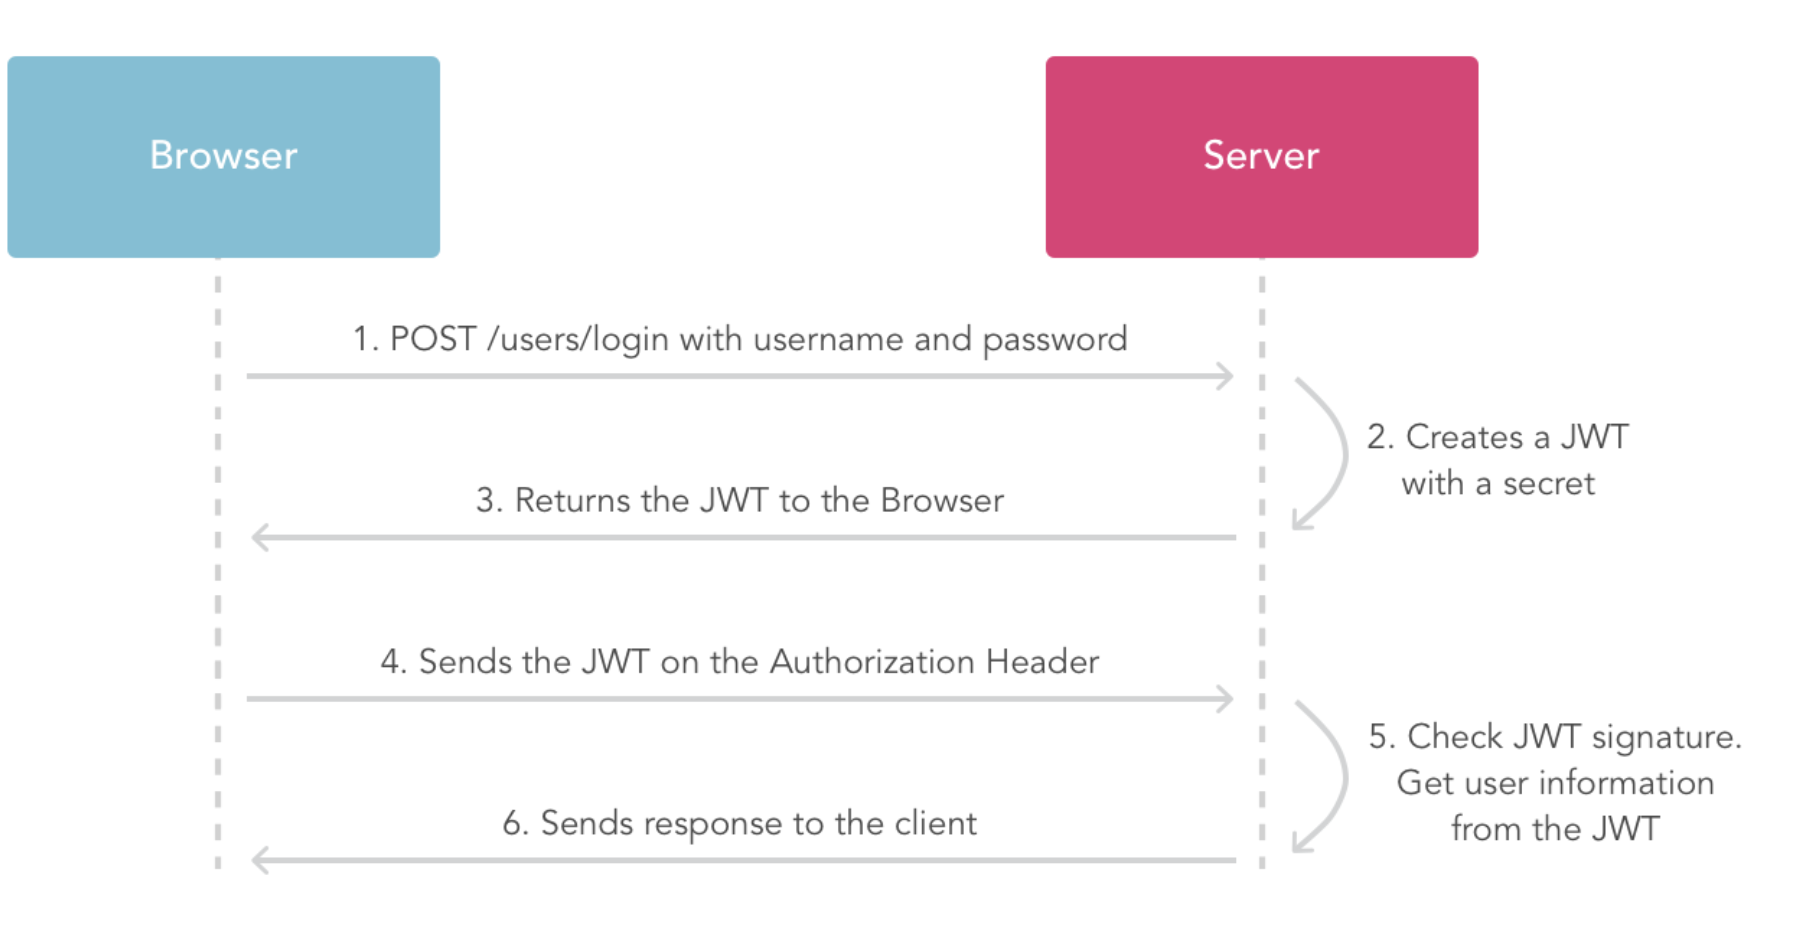 Browser
Server
1. POST /users/login with username and password
2. Creates a JWT
with a secret
3. Returns the JWT to the Browser
4. Sends the JWT on the Authorization Header
5. Check JWT signature.
Get user information
from the JWT
6. Sends response to the client